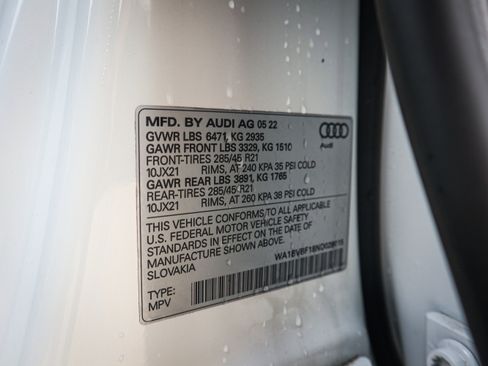 MFD. BY AUDI AG 05 22
GVWR LBS 6471, KG 2935
GAWR FRONT LBS 3329, KG 1510
FRONT-TIRES 285/45 R21
10JX21 RIMS, AT 240 KPA 35 PSI COLD
GAWR REAR LBS 3891, KG 1765
REAR-TIRES 285/45 R21
10JX21 RIMS, AT 260 KPA 38 PSI COLD
THIS VEHICLE CONFORMS TO ALL APPLICABLE
U.S. FEDERAL MOTOR VEHICLE SAFETY
STANDARDS IN EFFECT ON THE DATE OF
MANUFACTURE SHOWN ABOVE.
SLOVAKIA
TYPE:
MPV
Audi